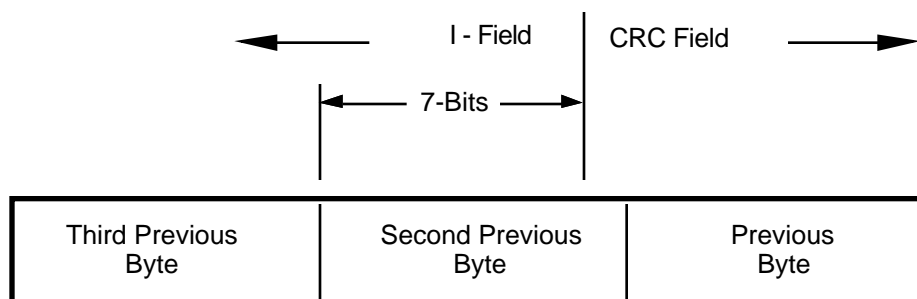 I - Field
CRC Field
7-Bits
Third Previous
Byte
Second Previous
Byte
Previous
Byte